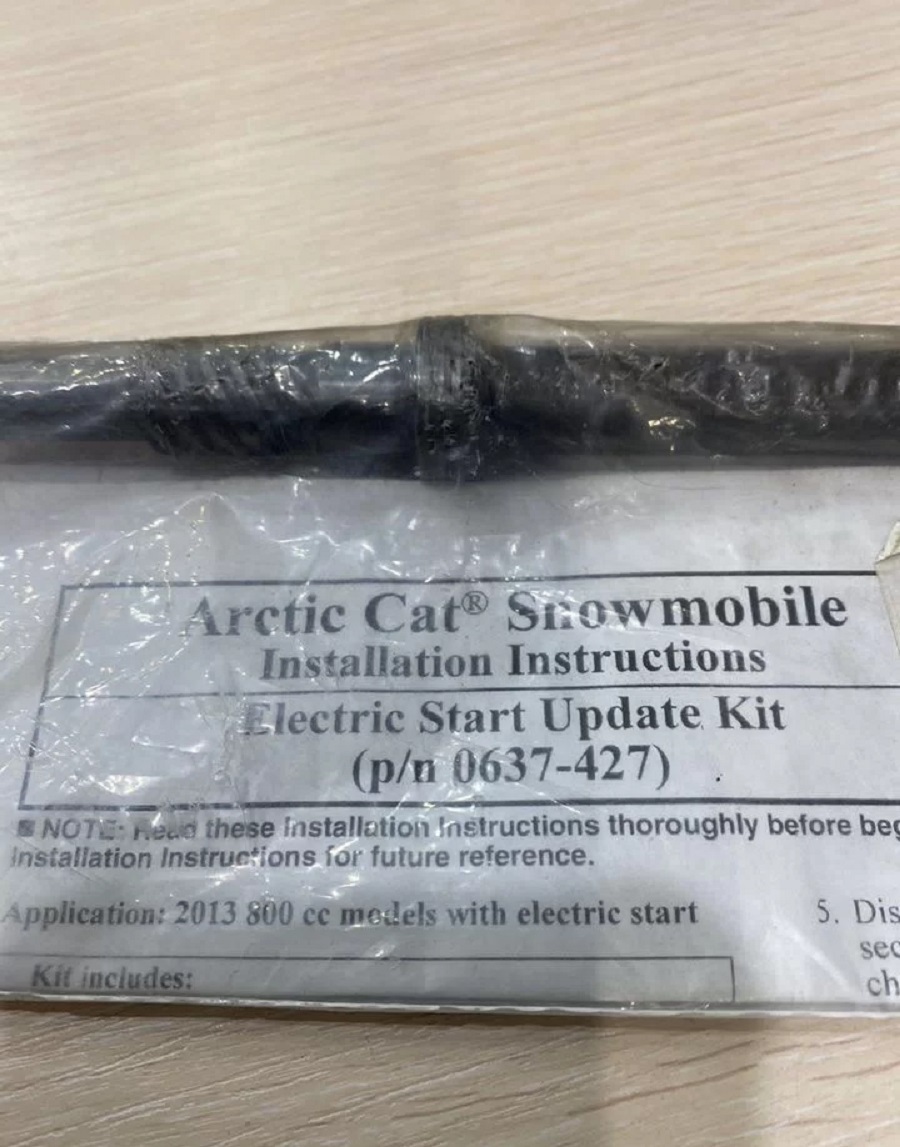 Arctic Cat® Snowmobile
Installation Instructions
Electric Start Update Kit
(p/n 0637-427)
NOTE: Read these Installation Instructions thoroughly before beg
Installation Instructions for future reference.
Application: 2013 800 cc models with electric start
5. Dis
sec
ch
Kit includes: